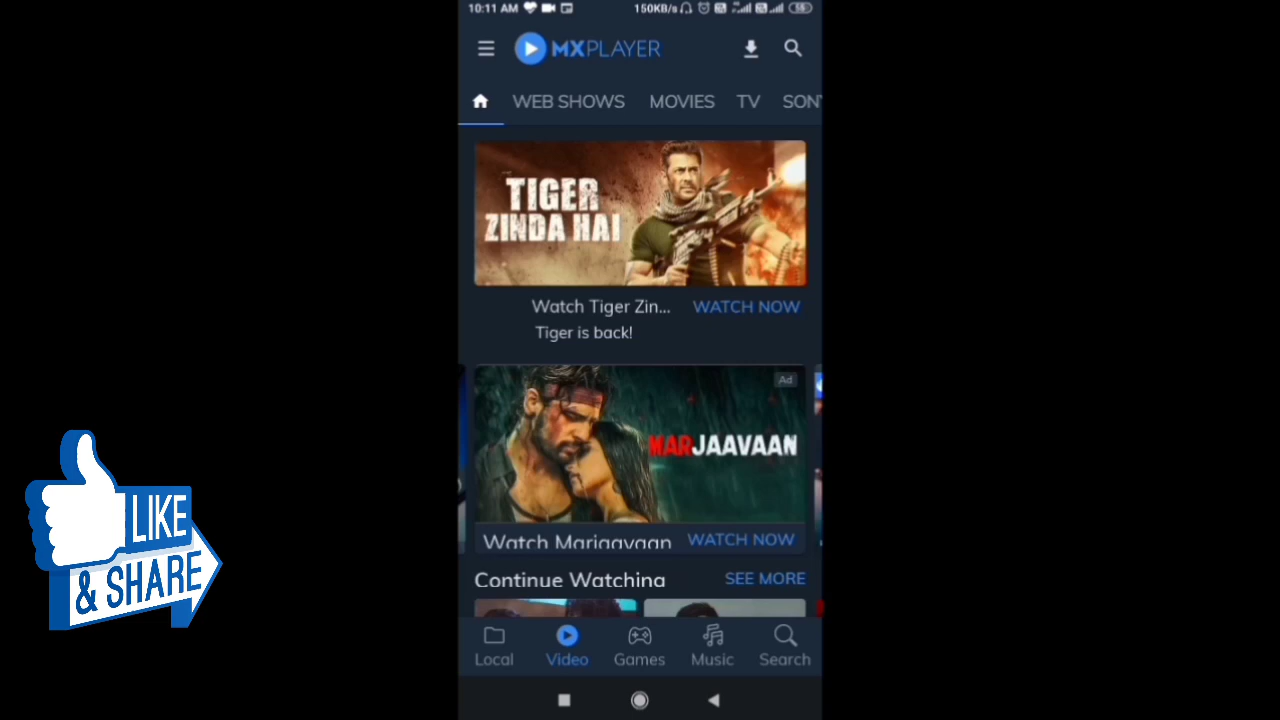 10:11 AM 150KB/s
MXPLAYER
WEB SHOWS MOVIES TV SONY
TIGER
ZINDA HAI
Watch Tiger Zin... WATCH NOW
Tiger is back!
Ad
MARJAAVAAN
Watch Marjaavaan WATCH NOW
Continue Watching SEE MORE
Local Video Games Music Search
LIKE
& SHARE